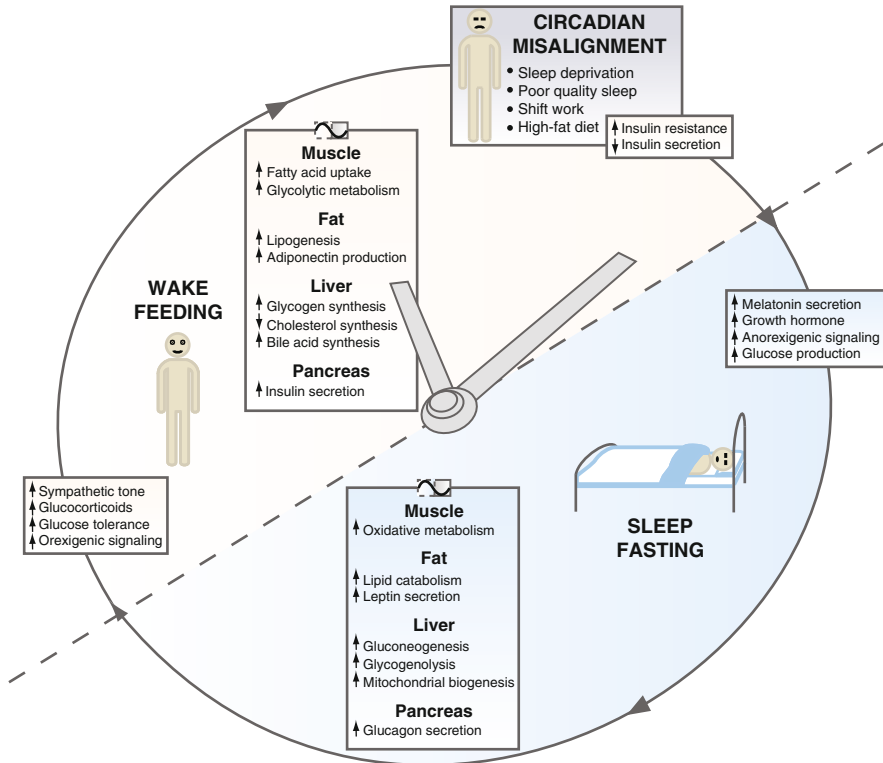 CIRCADIAN
MISALIGNMENT
• Sleep deprivation
• Poor quality sleep
• Shift work
• High-fat diet
Insulin resistance
Insulin secretion
Muscle
Fatty acid uptake
Glycolytic metabolism
Fat
Lipogenesis
Adiponectin production
Liver
Glycogen synthesis
Cholesterol synthesis
Bile acid synthesis
Pancreas
Insulin secretion
WAKE
FEEDING
Melatonin secretion
Growth hormone
Anorexigenic signaling
Glucose production
Sympathetic tone
Glucocorticoids
Glucose tolerance
Orexigenic signaling
SLEEP
FASTING
Muscle
Oxidative metabolism
Fat
Lipid catabolism
Leptin secretion
Liver
Gluconeogenesis
Glycogenolysis
Mitochondrial biogenesis
Pancreas
Glucagon secretion